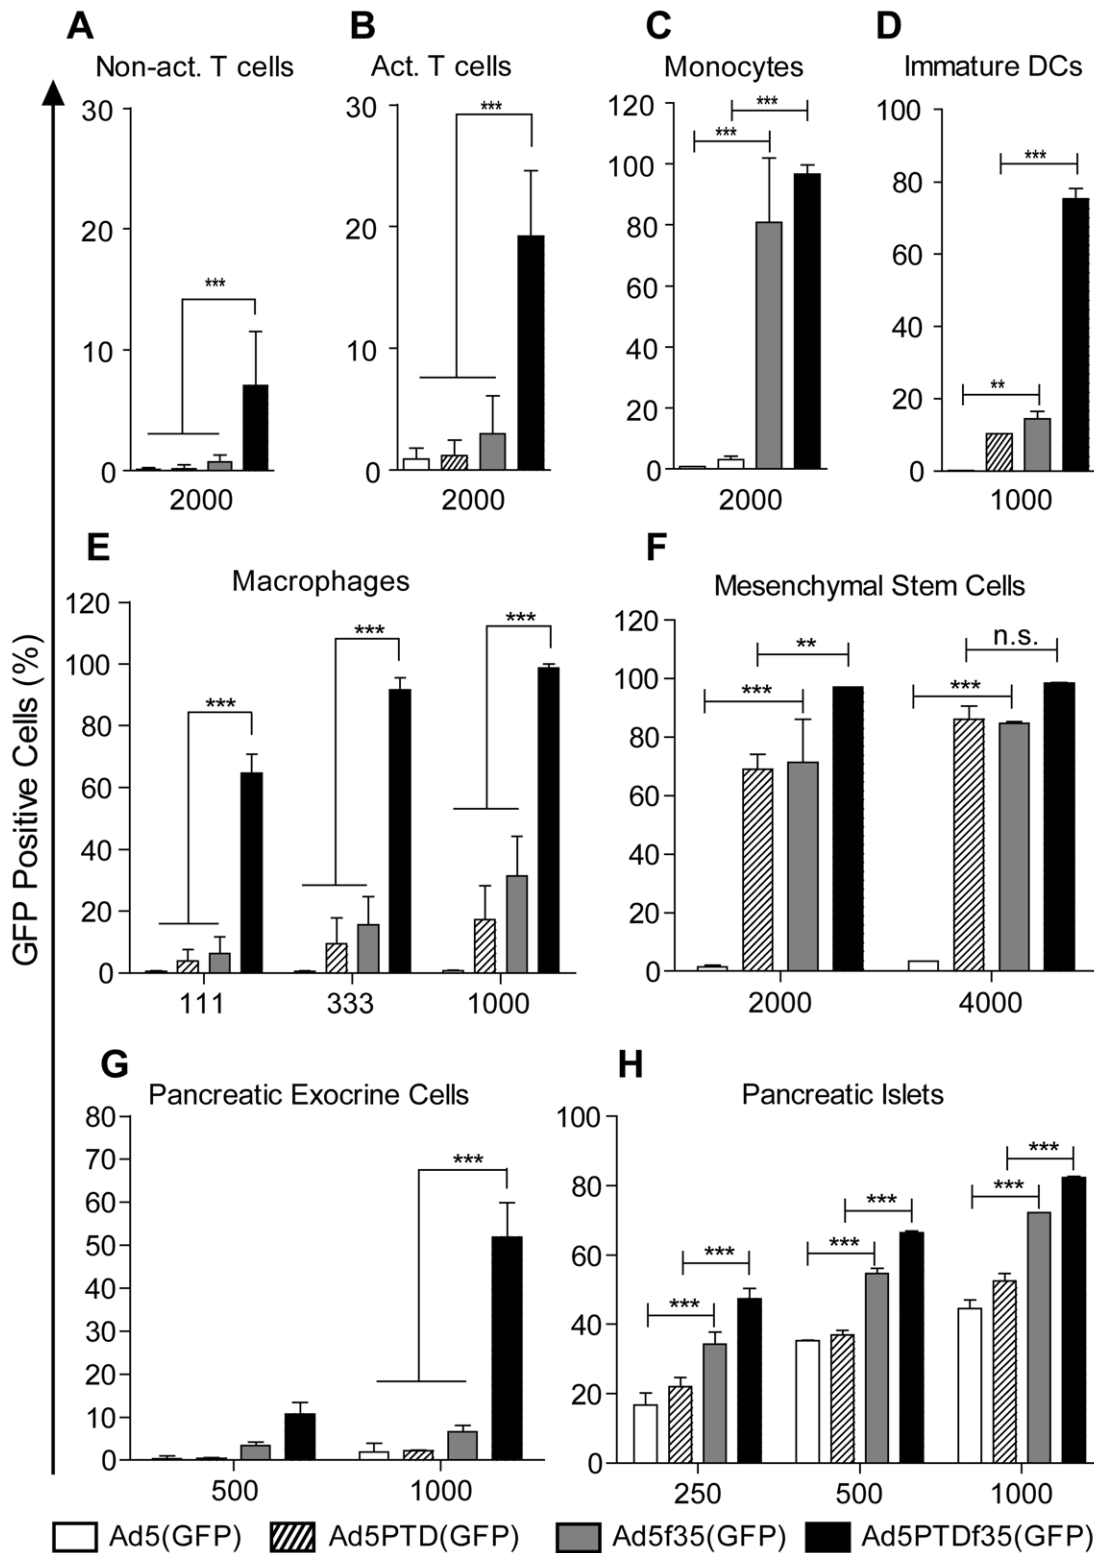 A B C D
Non-act. T cells Act. T cells Monocytes Immature DCs
30 20 10 0
***
2000
30 20 10 0
***
2000
120 100 80 60 40 20 0
*** ***
2000
100 80 60 40 20 0
** ***
1000
GFP Positive Cells (%)
E F
Macrophages Mesenchymal Stem Cells
120 100 80 60 40 20 0
*** *** ***
111 333 1000
120 100 80 60 40 20 0
*** ** *** n.s.
2000 4000
G H
Pancreatic Exocrine Cells Pancreatic Islets
80 70 60 50 40 30 20 10 0
***
500 1000
100 80 60 40 20 0
*** *** *** *** *** ***
250 500 1000
Ad5(GFP) Ad5PTD(GFP) Ad5f35(GFP) Ad5PTDf35(GFP)